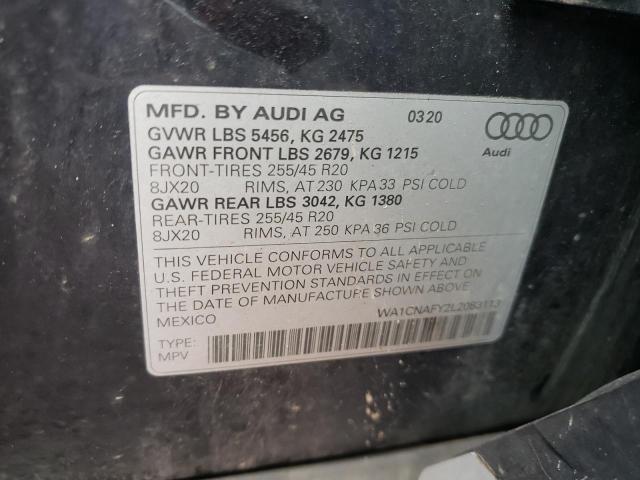 MFD. BY AUDI AG 0320
GVWR LBS 5456, KG 2475
GAWR FRONT LBS 2679, KG 1215
Audi
FRONT-TIRES 255/45 R20
8JX20 RIMS, AT 230 KPA 33 PSI COLD
GAWR REAR LBS 3042, KG 1380
REAR-TIRES 255/45 R20
8JX20 RIMS, AT 250 KPA 36 PSI COLD
THIS VEHICLE CONFORMS TO ALL APPLICABLE
U.S. FEDERAL MOTOR VEHICLE SAFETY AND
THEFT PREVENTION STANDARDS IN EFFECT ON
THE DATE OF MANUFACTURE SHOWN ABOVE
MEXICO
WA1CNAFY2L2083113
TYPE:
MPV